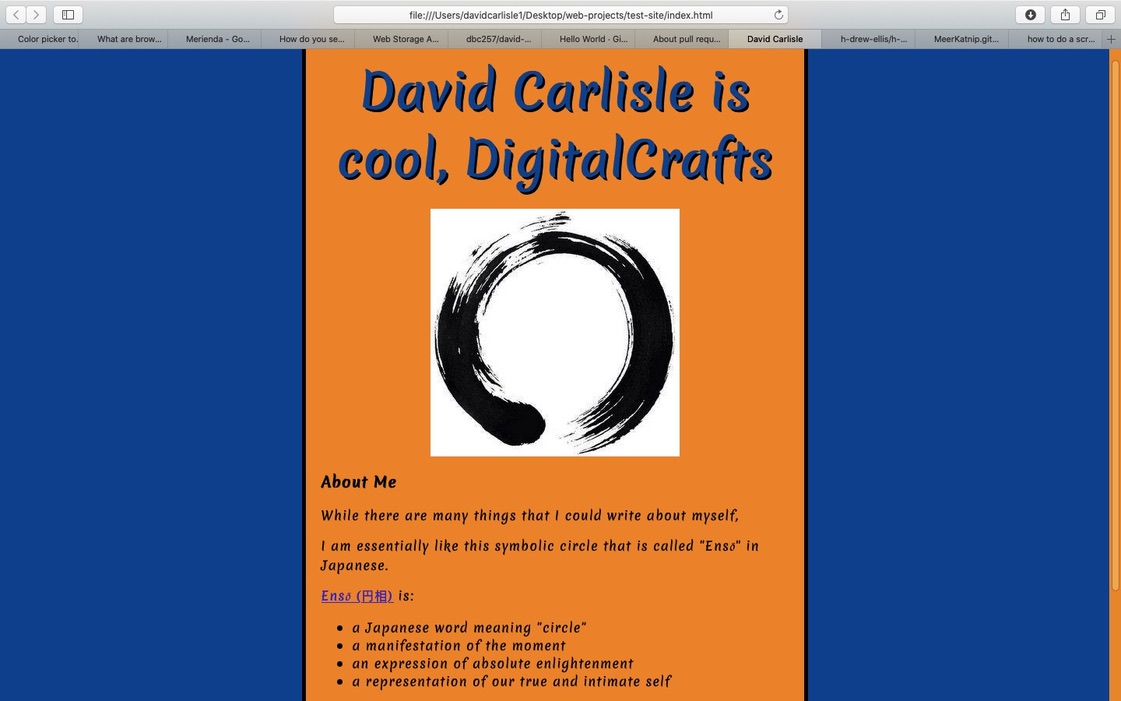 file:///Users/davidcarlisle1/Desktop/web-projects/test-site/index.html
Color picker to. What are brow... Merienda - Go... How do you se... Web Storage A... dbc257/david-... Hello World · Gi... About pull requ... David Carlisle h-drew-ellis/h-... MeerKatnip.git... how to do a scr...
David Carlisle is
cool, DigitalCrafts
About Me
While there are many things that I could write about myself,
I am essentially like this symbolic circle that is called "Ensō" in
Japanese.
Ensō (円相) is:
• a Japanese word meaning "circle"
• a manifestation of the moment
• an expression of absolute enlightenment
• a representation of our true and intimate self